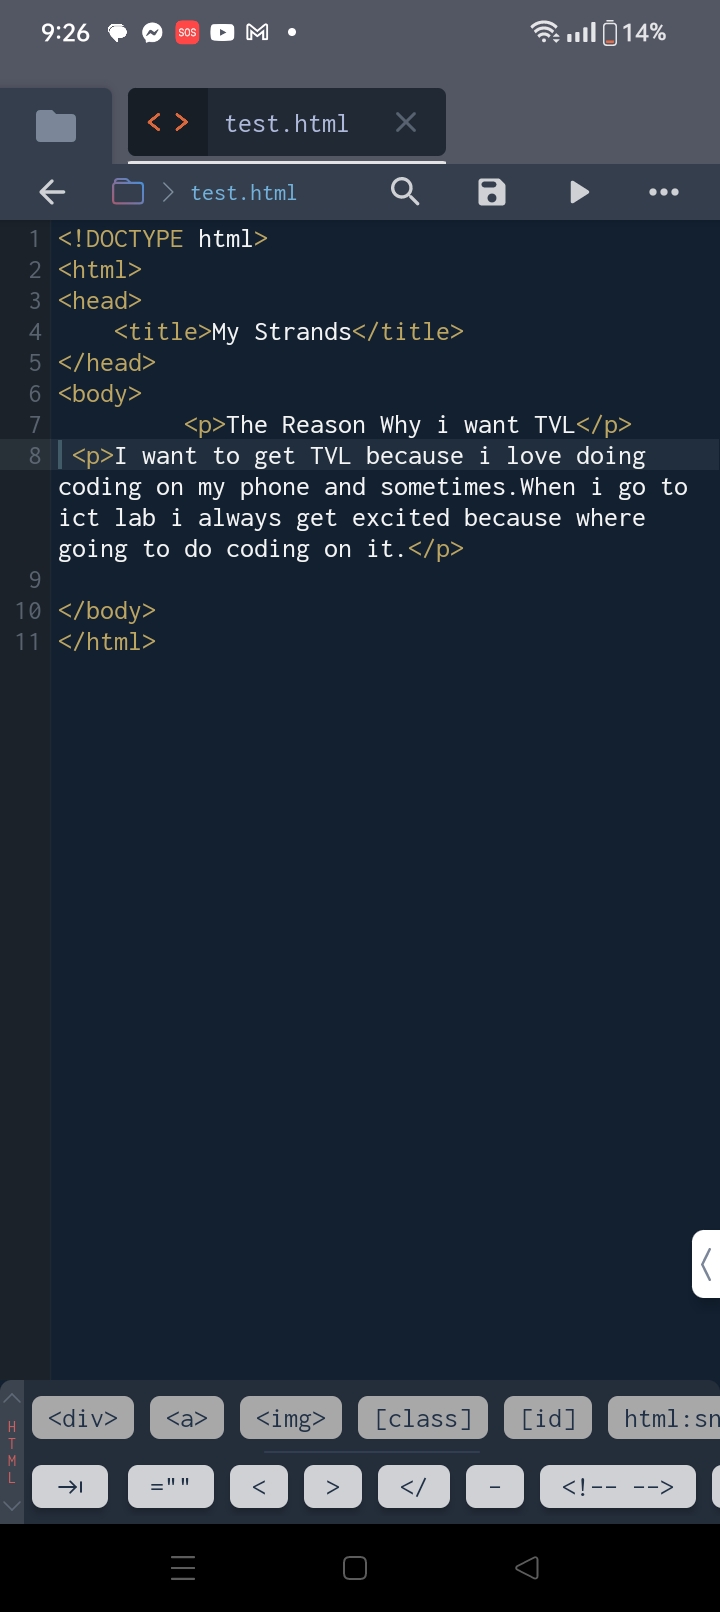 9:26 SOS 14%
< > test.html
test.html
1 <!DOCTYPE html>
2 <html>
3 <head>
4     <title>My Strands</title>
5 </head>
6 <body>
7          <p>The Reason Why i want TVL</p>
8  <p>I want to get TVL because i love doing
coding on my phone and sometimes.When i go to
ict lab i always get excited because where
going to do coding on it.</p>
9
10 </body>
11 </html>
HTML
<div> <a> <img> [class] [id] html:sn
="" < > </ - <!-- -->